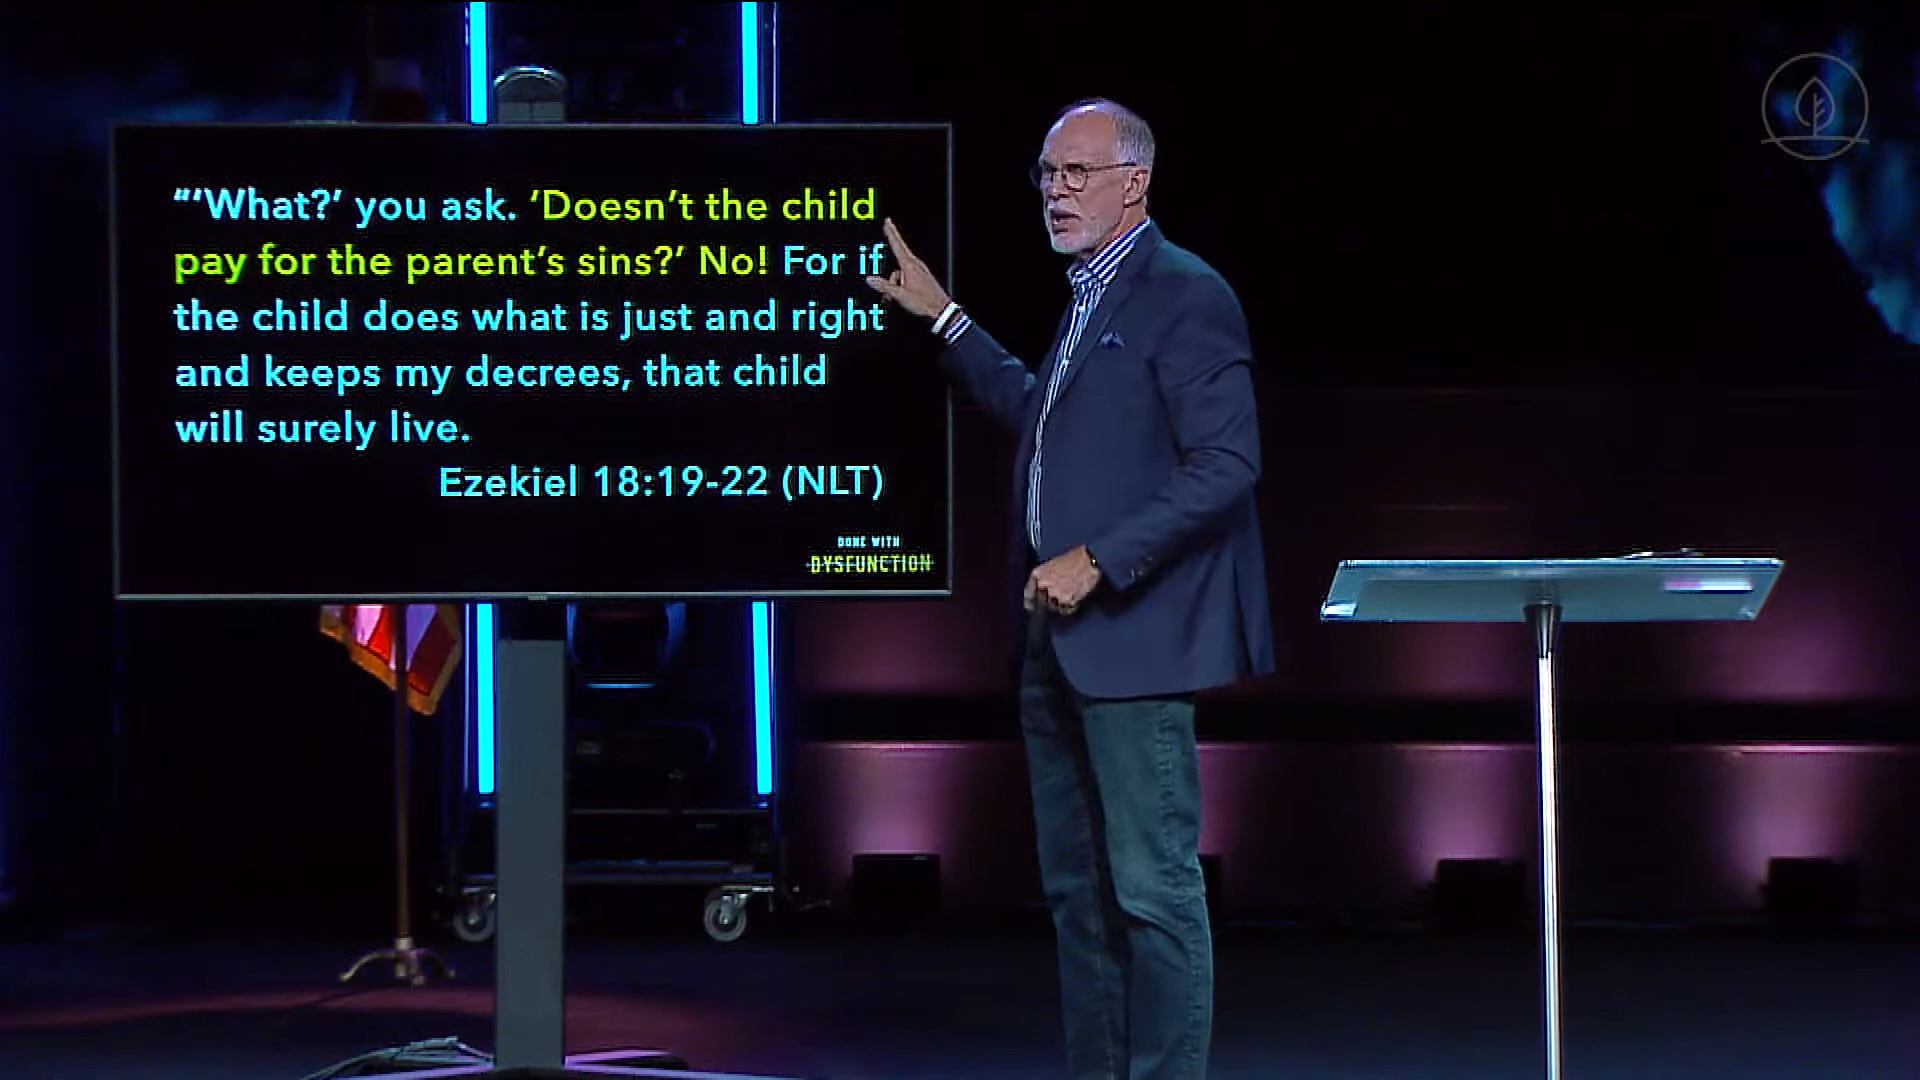 “‘What?’ you ask. ‘Doesn’t the child
pay for the parent’s sins?’ No! For if
the child does what is just and right
and keeps my decrees, that child
will surely live.
Ezekiel 18:19-22 (NLT)
DONE WITH
DYSFUNCTION